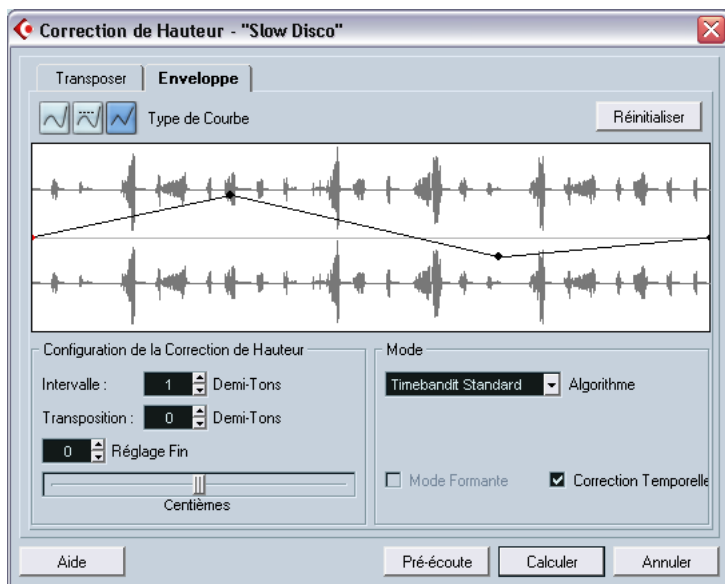 Correction de Hauteur - "Slow Disco"
Transposer Enveloppe
Type de Courbe Réinitialiser
Configuration de la Correction de Hauteur
Intervalle : 1 Demi-Tons
Transposition : 0 Demi-Tons
0 Réglage Fin
Centièmes
Mode
Timebandit Standard Algorithme
Mode Formante Correction Temporelle
Aide Pré-écoute Calculer Annuler